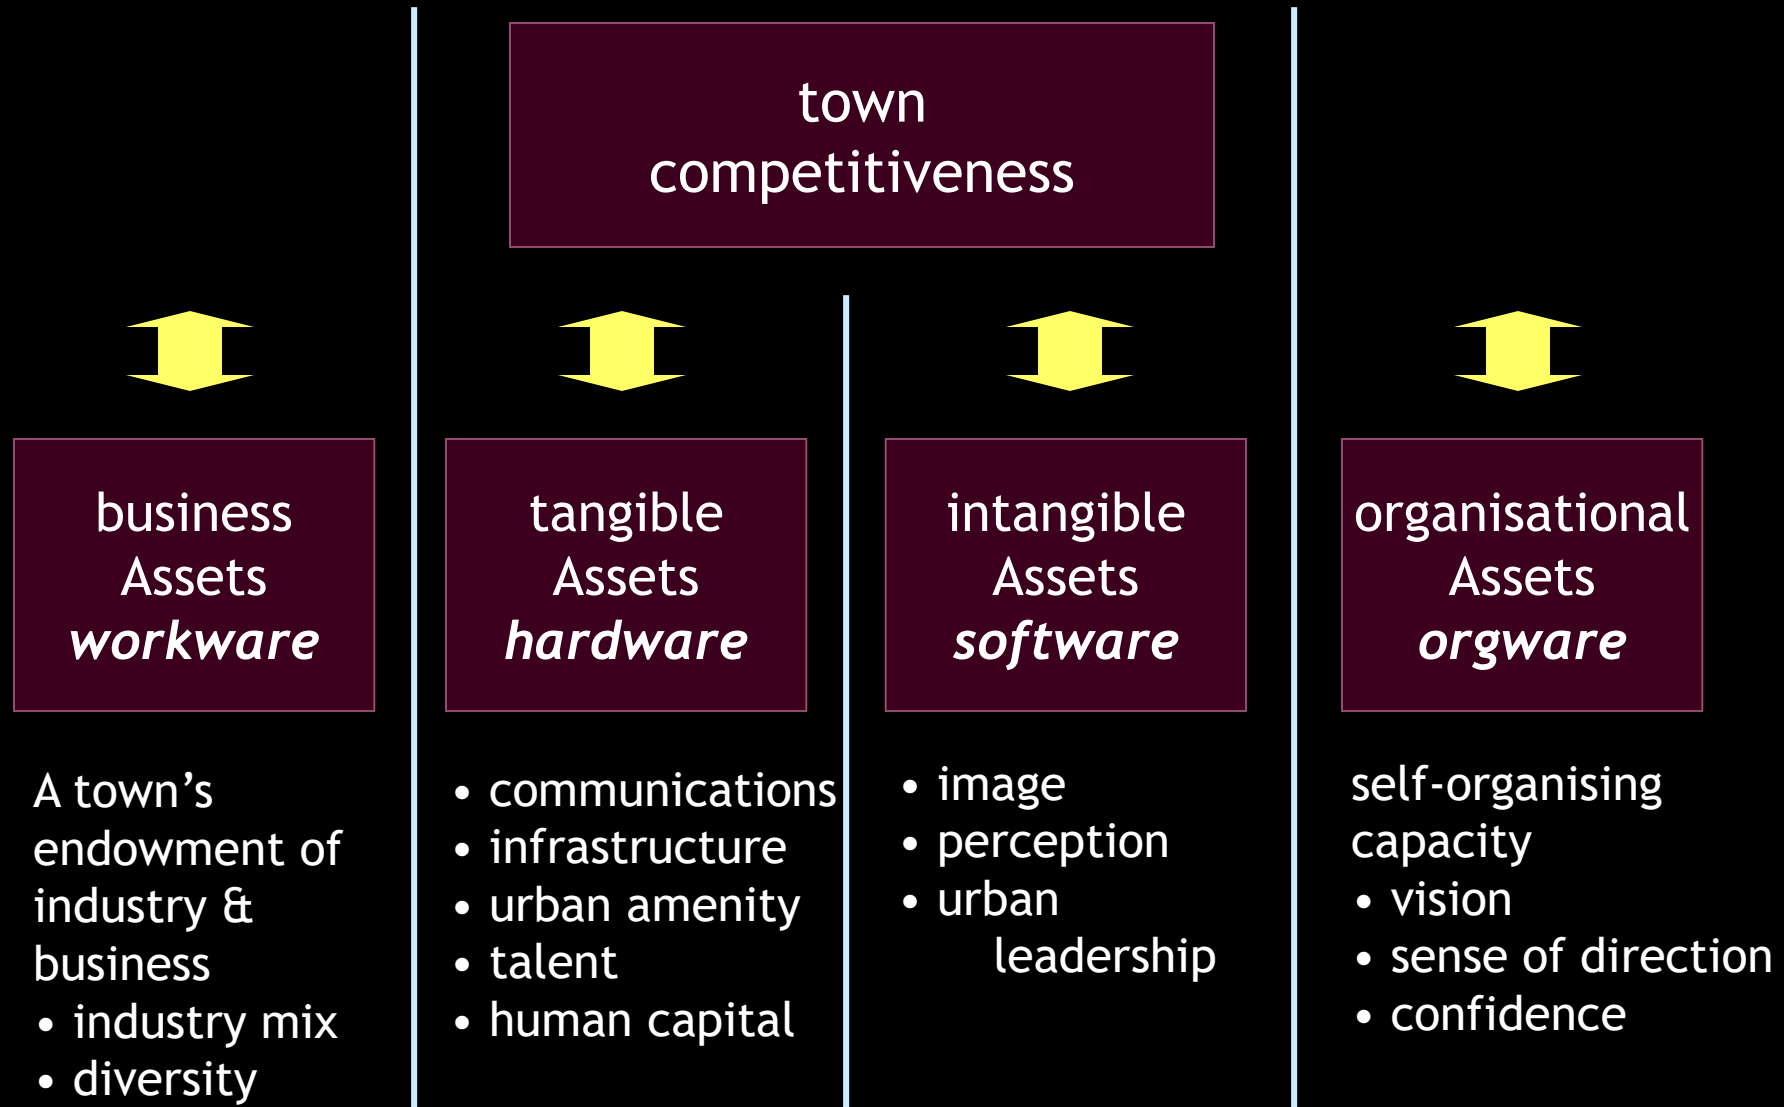 town
competitiveness
business
Assets
workware
tangible
Assets
hardware
intangible
Assets
software
organisational
Assets
orgware
A town’s
endowment of
industry &
business
• industry mix
• diversity
• communications
• infrastructure
• urban amenity
• talent
• human capital
• image
• perception
• urban
leadership
self-organising
capacity
• vision
• sense of direction
• confidence